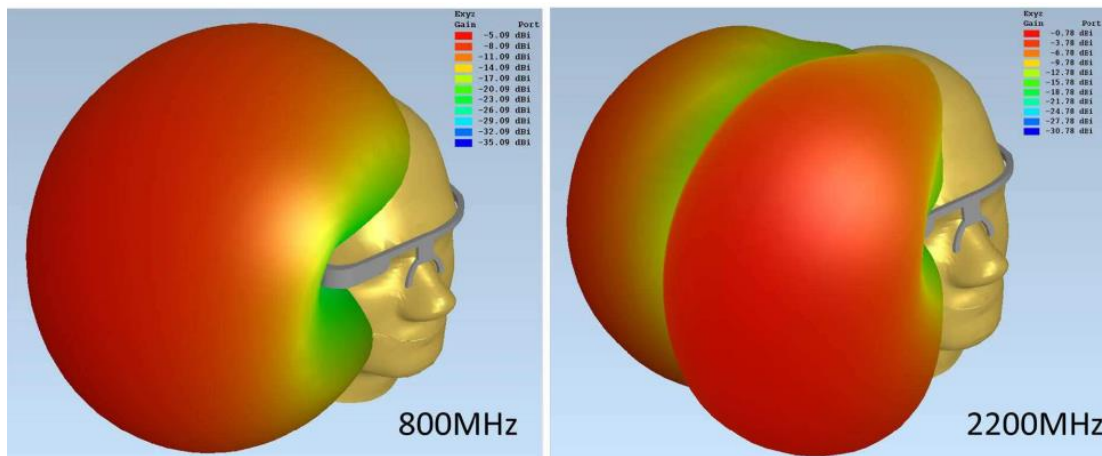 Exyz
Gain Port
-5.09 dBi
-8.09 dBi
-11.09 dBi
-14.09 dBi
-17.09 dBi
-20.09 dBi
-23.09 dBi
-26.09 dBi
-29.09 dBi
-32.09 dBi
-35.09 dBi
800MHz
Exyz
Gain Port
-0.78 dBi
-3.78 dBi
-6.78 dBi
-9.78 dBi
-12.78 dBi
-15.78 dBi
-18.78 dBi
-21.78 dBi
-24.78 dBi
-27.78 dBi
-30.78 dBi
2200MHz